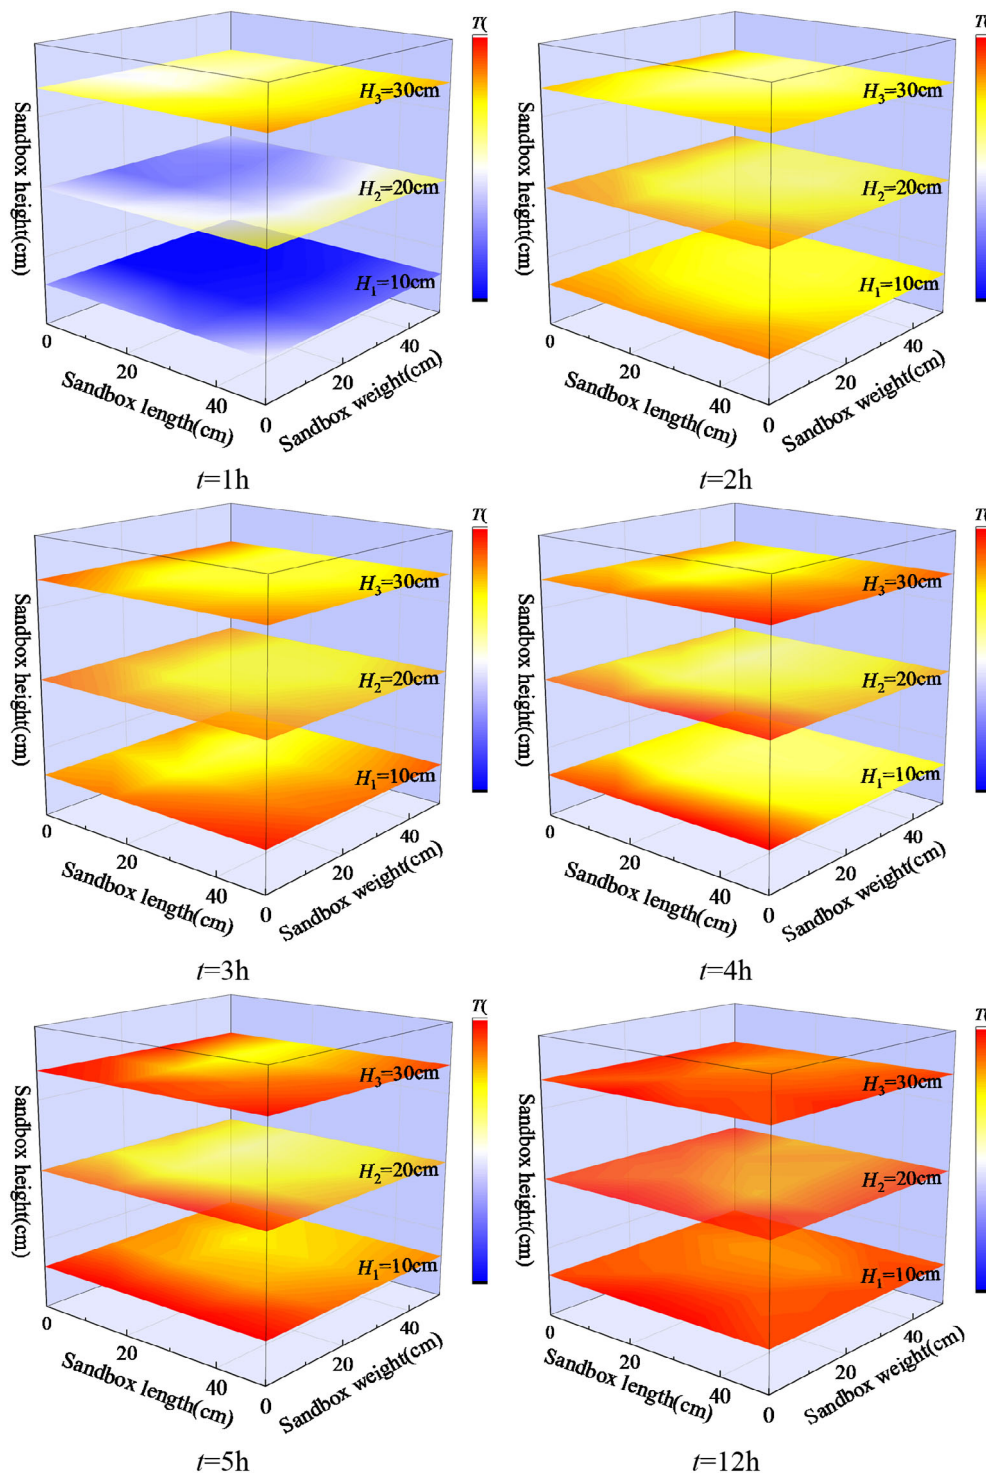 T(
T(
H3=30cm
H3=30cm
H2=20cm
H2=20cm
H1=10cm
H1=10cm
Sandbox height(cm)
Sandbox height(cm)
0
20
40
0
20
40
0
20
40
0
20
40
Sandbox length(cm)
Sandbox weight(cm)
Sandbox length(cm)
Sandbox weight(cm)
t=1h
t=2h
T(
T(
H3=30cm
H3=30cm
H2=20cm
H2=20cm
H1=10cm
H1=10cm
Sandbox height(cm)
Sandbox height(cm)
0
20
40
0
20
40
0
20
40
0
20
40
Sandbox length(cm)
Sandbox weight(cm)
Sandbox length(cm)
Sandbox weight(cm)
t=3h
t=4h
T(
T(
H3=30cm
H3=30cm
H2=20cm
H2=20cm
H1=10cm
H1=10cm
Sandbox height(cm)
Sandbox height(cm)
0
20
40
0
20
40
0
20
40
0
20
40
Sandbox length(cm)
Sandbox weight(cm)
Sandbox length(cm)
Sandbox weight(cm)
t=5h
t=12h